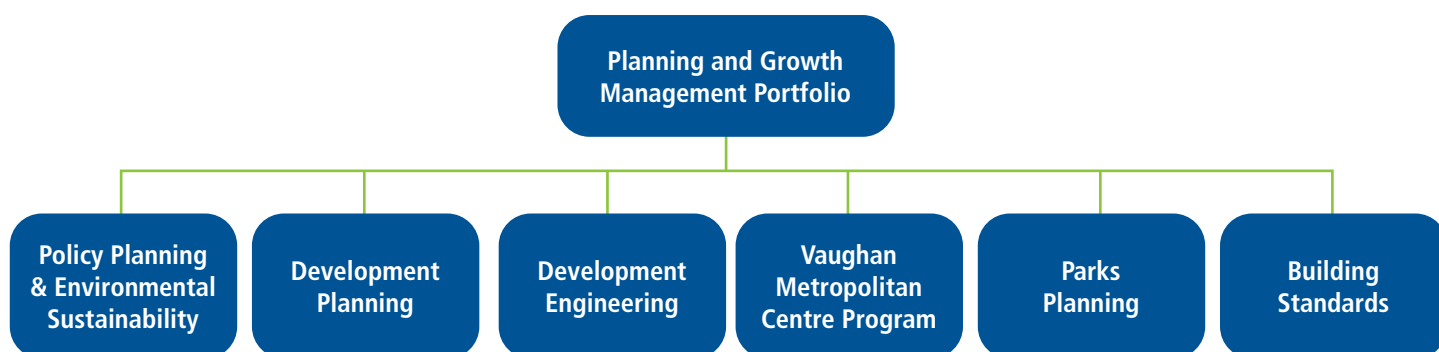 Planning and Growth
Management Portfolio
Policy Planning
& Environmental
Sustainability
Development
Planning
Development
Engineering
Vaughan
Metropolitan
Centre Program
Parks
Planning
Building
Standards